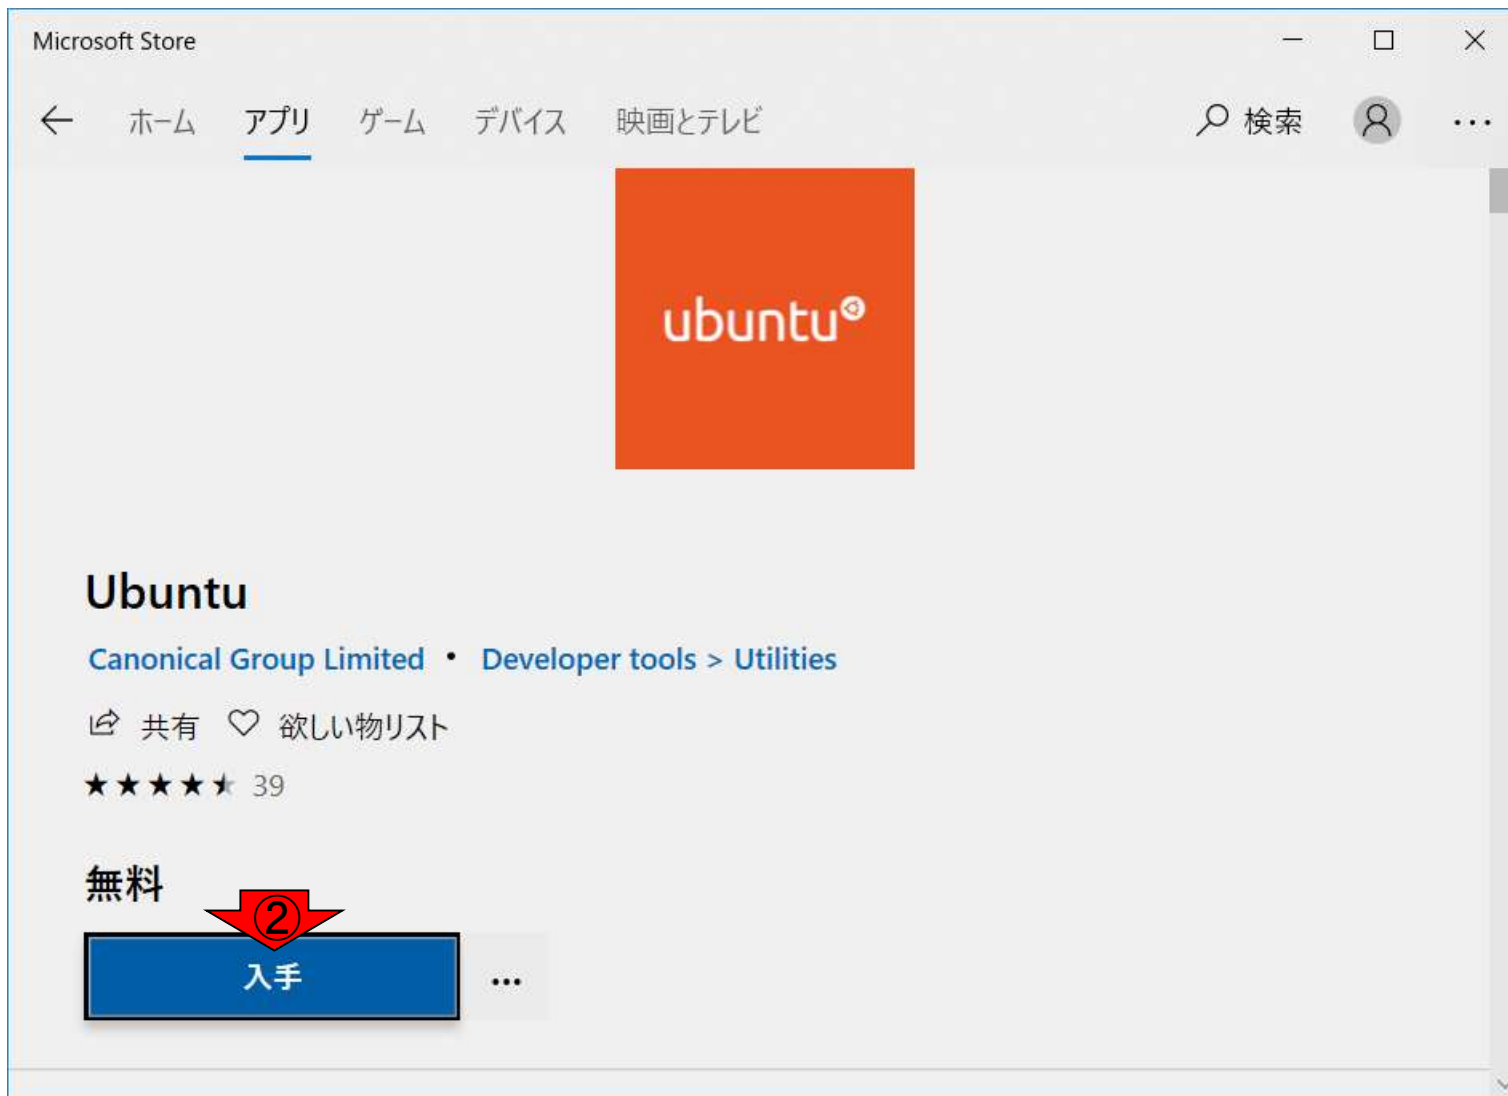 Microsoft Store
ホーム アプリ ゲーム デバイス 映画とテレビ 検索
ubuntu
Ubuntu
Canonical Group Limited • Developer tools > Utilities
共有 欲しい物リスト
★★★★★ 39
無料
②
入手 ...